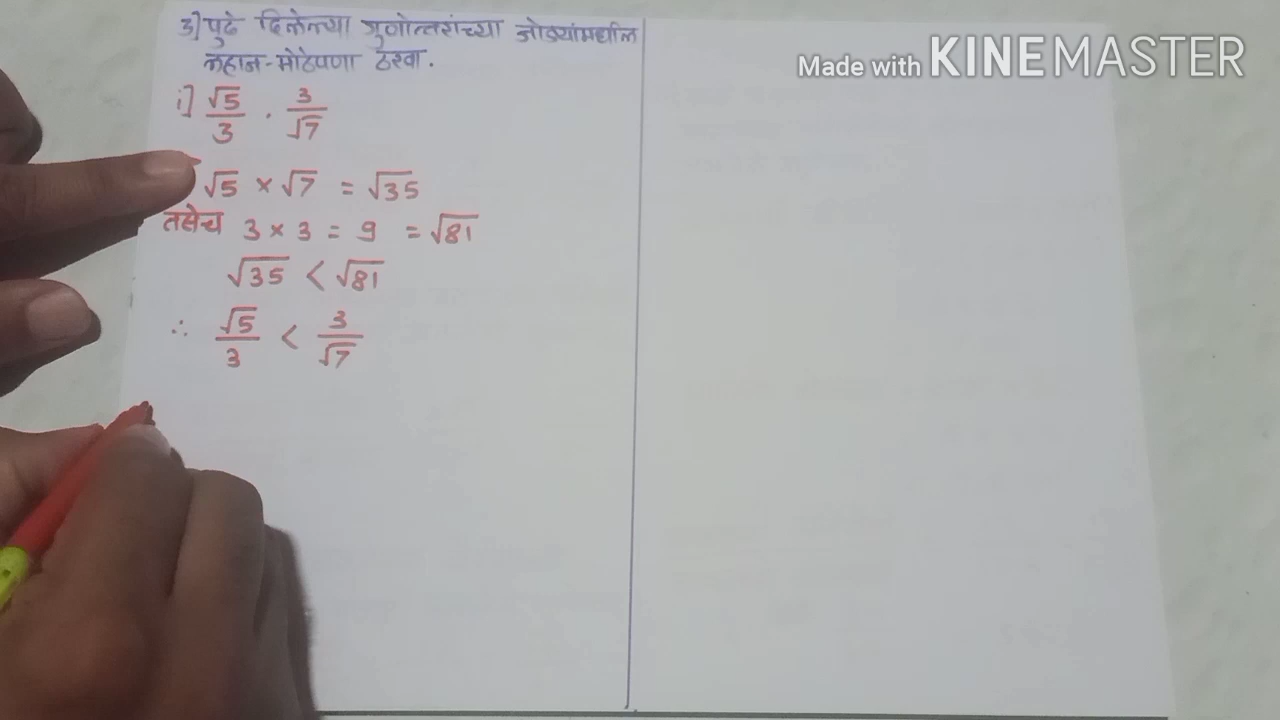 3) पुढे दिलेल्या गुणोत्तरांच्या जोड्यांमधील
लहान-मोठेपणा ठरवा.
i] √5/3 . 3/√7
√5 × √7 = √35
तसेच 3 × 3 = 9 = √81
√35 < √81
∴ √5/3 < 3/√7
Made with KINEMASTER